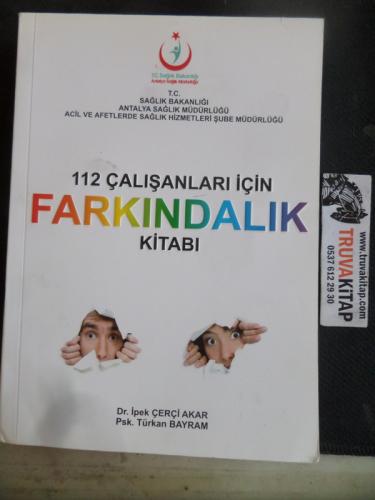 T.C. Sağlık Bakanlığı
Antalya Sağlık Müdürlüğü
T.C.
SAĞLIK BAKANLIĞI
ANTALYA SAĞLIK MÜDÜRLÜĞÜ
ACİL VE AFETLERDE SAĞLIK HİZMETLERİ ŞUBE MÜDÜRLÜĞÜ
112 ÇALIŞANLARI İÇİN
FARKINDALIK
KİTABI
Dr. İpek ÇERÇİ AKAR
Psk. Türkan BAYRAM
www.truvakitap.com
TRUVAKİTAP
0537 612 29 30